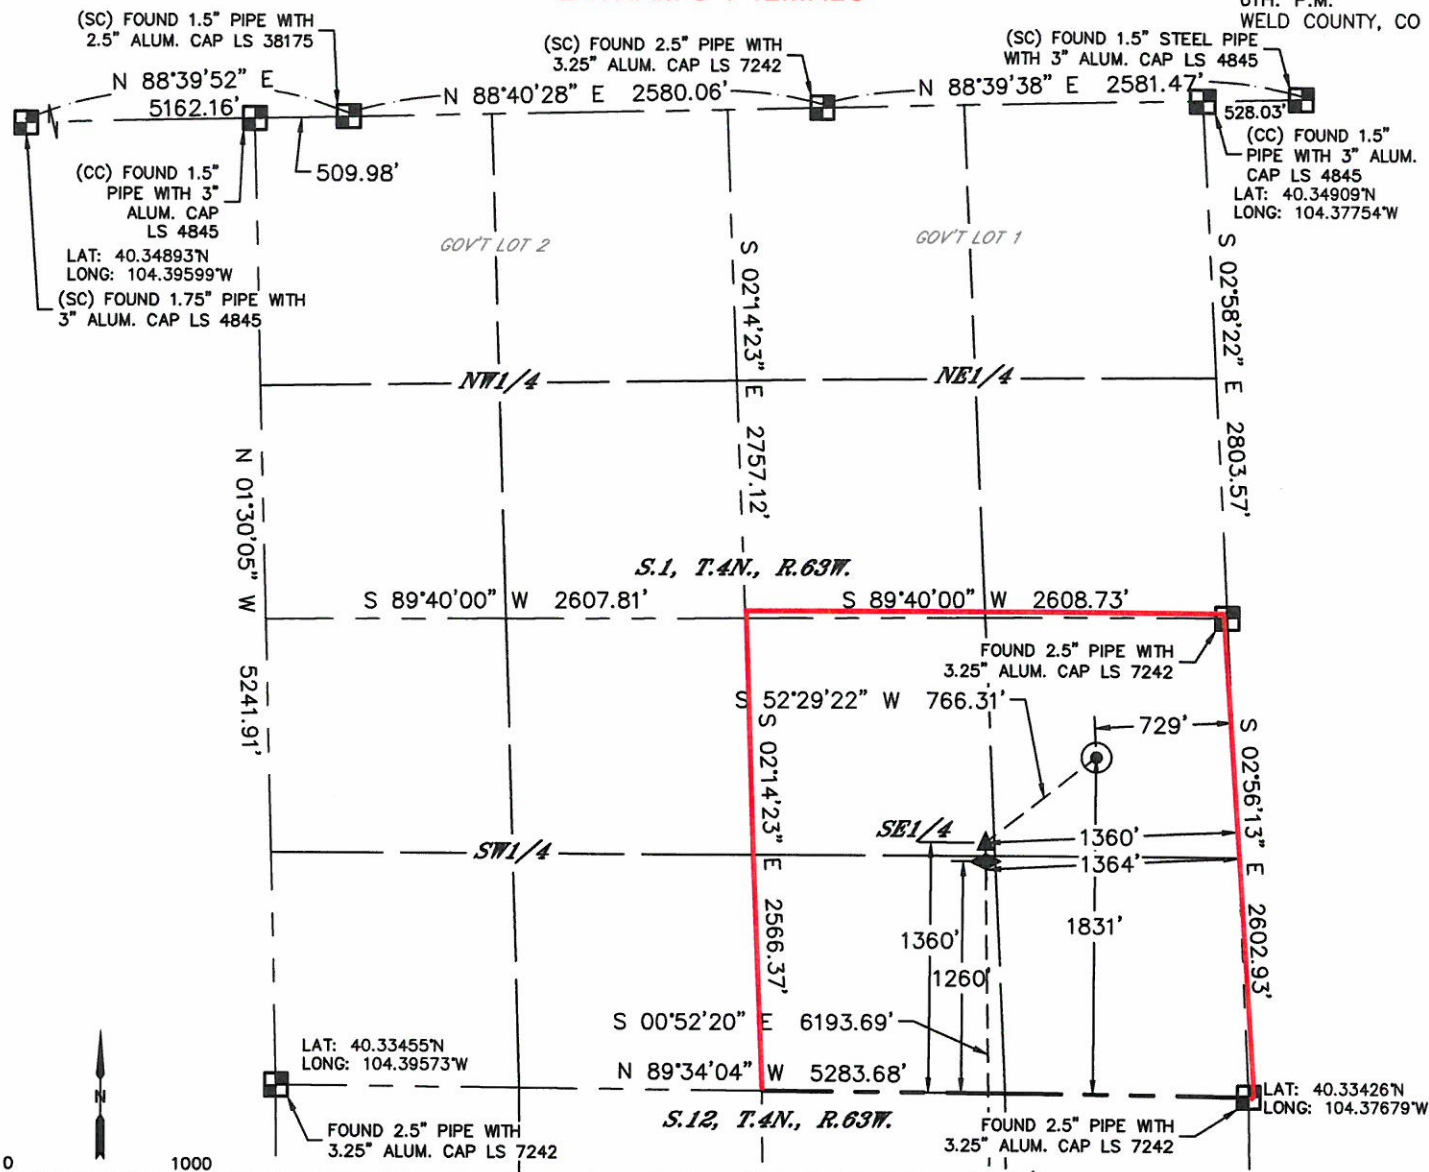 6TH. P.M.
WELD COUNTY, CO
(SC) FOUND 1.5" PIPE WITH
2.5" ALUM. CAP LS 38175
(SC) FOUND 2.5" PIPE WITH
3.25" ALUM. CAP LS 7242
(SC) FOUND 1.5" STEEL PIPE
WITH 3" ALUM. CAP LS 4845
N 88°39'52" E
5162.16'
N 88°40'28" E 2580.06'
N 88°39'38" E 2581.47'
528.03'
509.98'
(CC) FOUND 1.5"
PIPE WITH 3"
ALUM. CAP
LS 4845
LAT: 40.34893°N
LONG: 104.39599°W
(SC) FOUND 1.75" PIPE WITH
3" ALUM. CAP LS 4845
(CC) FOUND 1.5"
PIPE WITH 3" ALUM.
CAP LS 4845
LAT: 40.34909°N
LONG: 104.37754°W
GOV'T LOT 2
GOV'T LOT 1
S 02°14'23" E 2757.12'
S 02°58'22" E 2803.57'
NW1/4
NE1/4
N 01°30'05" W 5241.91'
S.1, T.4N., R.63W.
S 89°40'00" W 2607.81'
S 89°40'00" W 2608.73'
FOUND 2.5" PIPE WITH
3.25" ALUM. CAP LS 7242
S 52°29'22" W 766.31'
729'
S 02°14'23" E 2566.37'
S 02°56'13" E 2602.93'
SE1/4
SW1/4
1360'
1364'
1831'
1360'
1260'
S 00°52'20" E 6193.69'
N 89°34'04" W 5283.68'
LAT: 40.33455°N
LONG: 104.39573°W
LAT: 40.33426°N
LONG: 104.37679°W
S.12, T.4N., R.63W.
FOUND 2.5" PIPE WITH
3.25" ALUM. CAP LS 7242
FOUND 2.5" PIPE WITH
3.25" ALUM. CAP LS 7242
N
0 1000